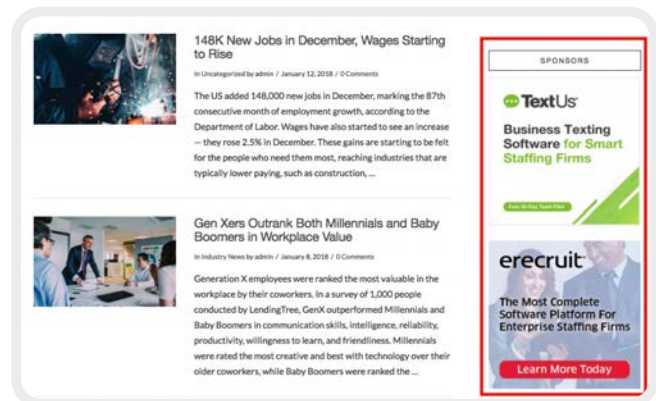 148K New Jobs in December, Wages Starting
to Rise
In Uncategorized by admin / January 12, 2018 / 0 Comments
The US added 148,000 new jobs in December, marking the 87th
consecutive month of employment growth, according to the
Department of Labor. Wages have also started to see an increase
— they rose 2.5% in December. These gains are starting to be felt
for the people who need them most, reaching industries that are
typically lower paying, such as construction, ...
Gen Xers Outrank Both Millennials and Baby
Boomers in Workplace Value
In Industry News by admin / January 8, 2018 / 0 Comments
Generation X employees were ranked the most valuable in the
workplace by their coworkers. In a survey of 1,000 people
conducted by LendingTree, GenX outperformed Millennials and
Baby Boomers in communication skills, intelligence, reliability,
productivity, willingness to learn, and friendliness. Millennials
were rated the most creative and best with technology over their
older coworkers, while Baby Boomers were ranked the ...
SPONSORS
TextUs
Business Texting
Software for Smart
Staffing Firms
Free 30-Day Team Pilot
erecruit
The Most Complete
Software Platform For
Enterprise Staffing Firms
Learn More Today